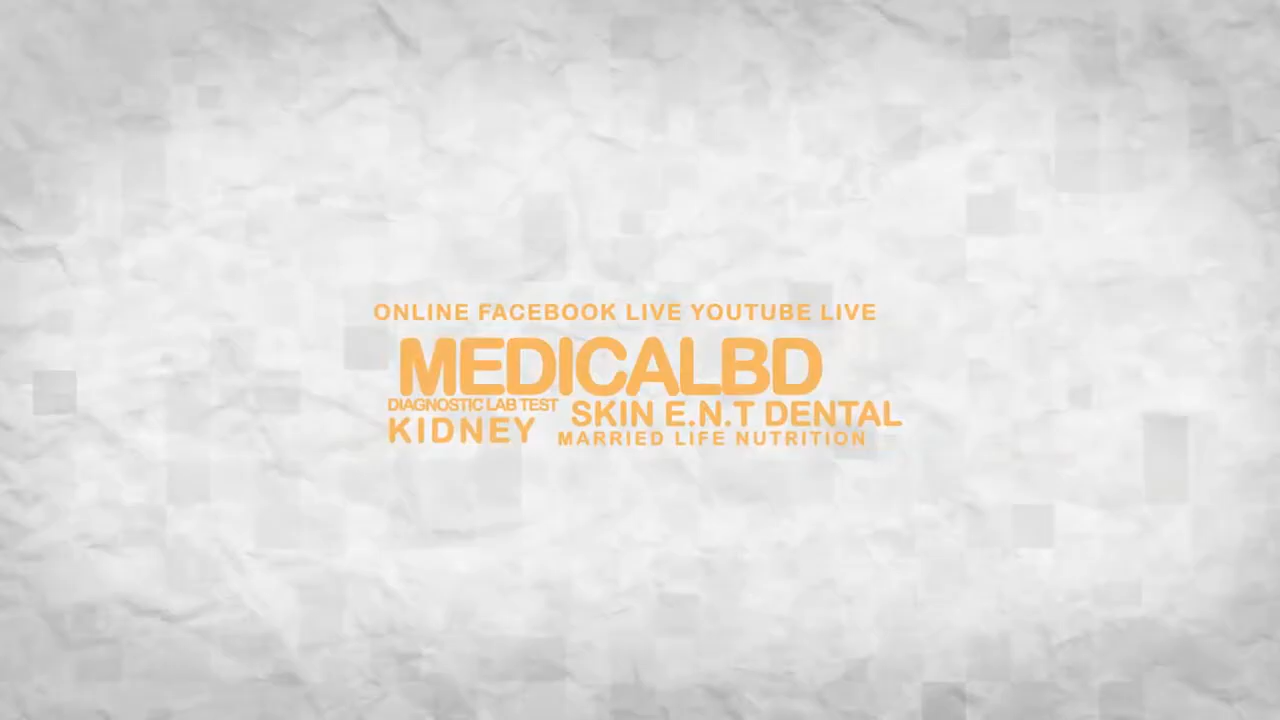 ONLINE FACEBOOK LIVE YOUTUBE LIVE
MEDICALBD
DIAGNOSTIC LAB TEST
SKIN E.N.T DENTAL
KIDNEY
MARRIED LIFE NUTRITION